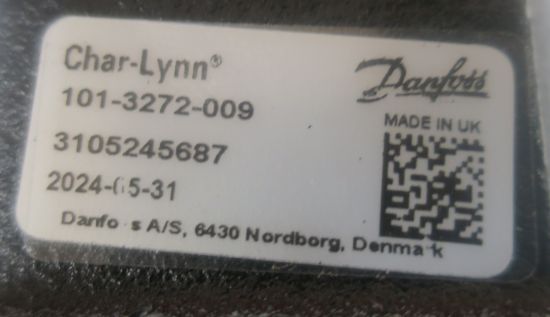 Char-Lynn®
Danfoss
101-3272-009
MADE IN UK
3105245687
2024-05-31
Danfo s A/S, 6430 Nordborg, Denma k